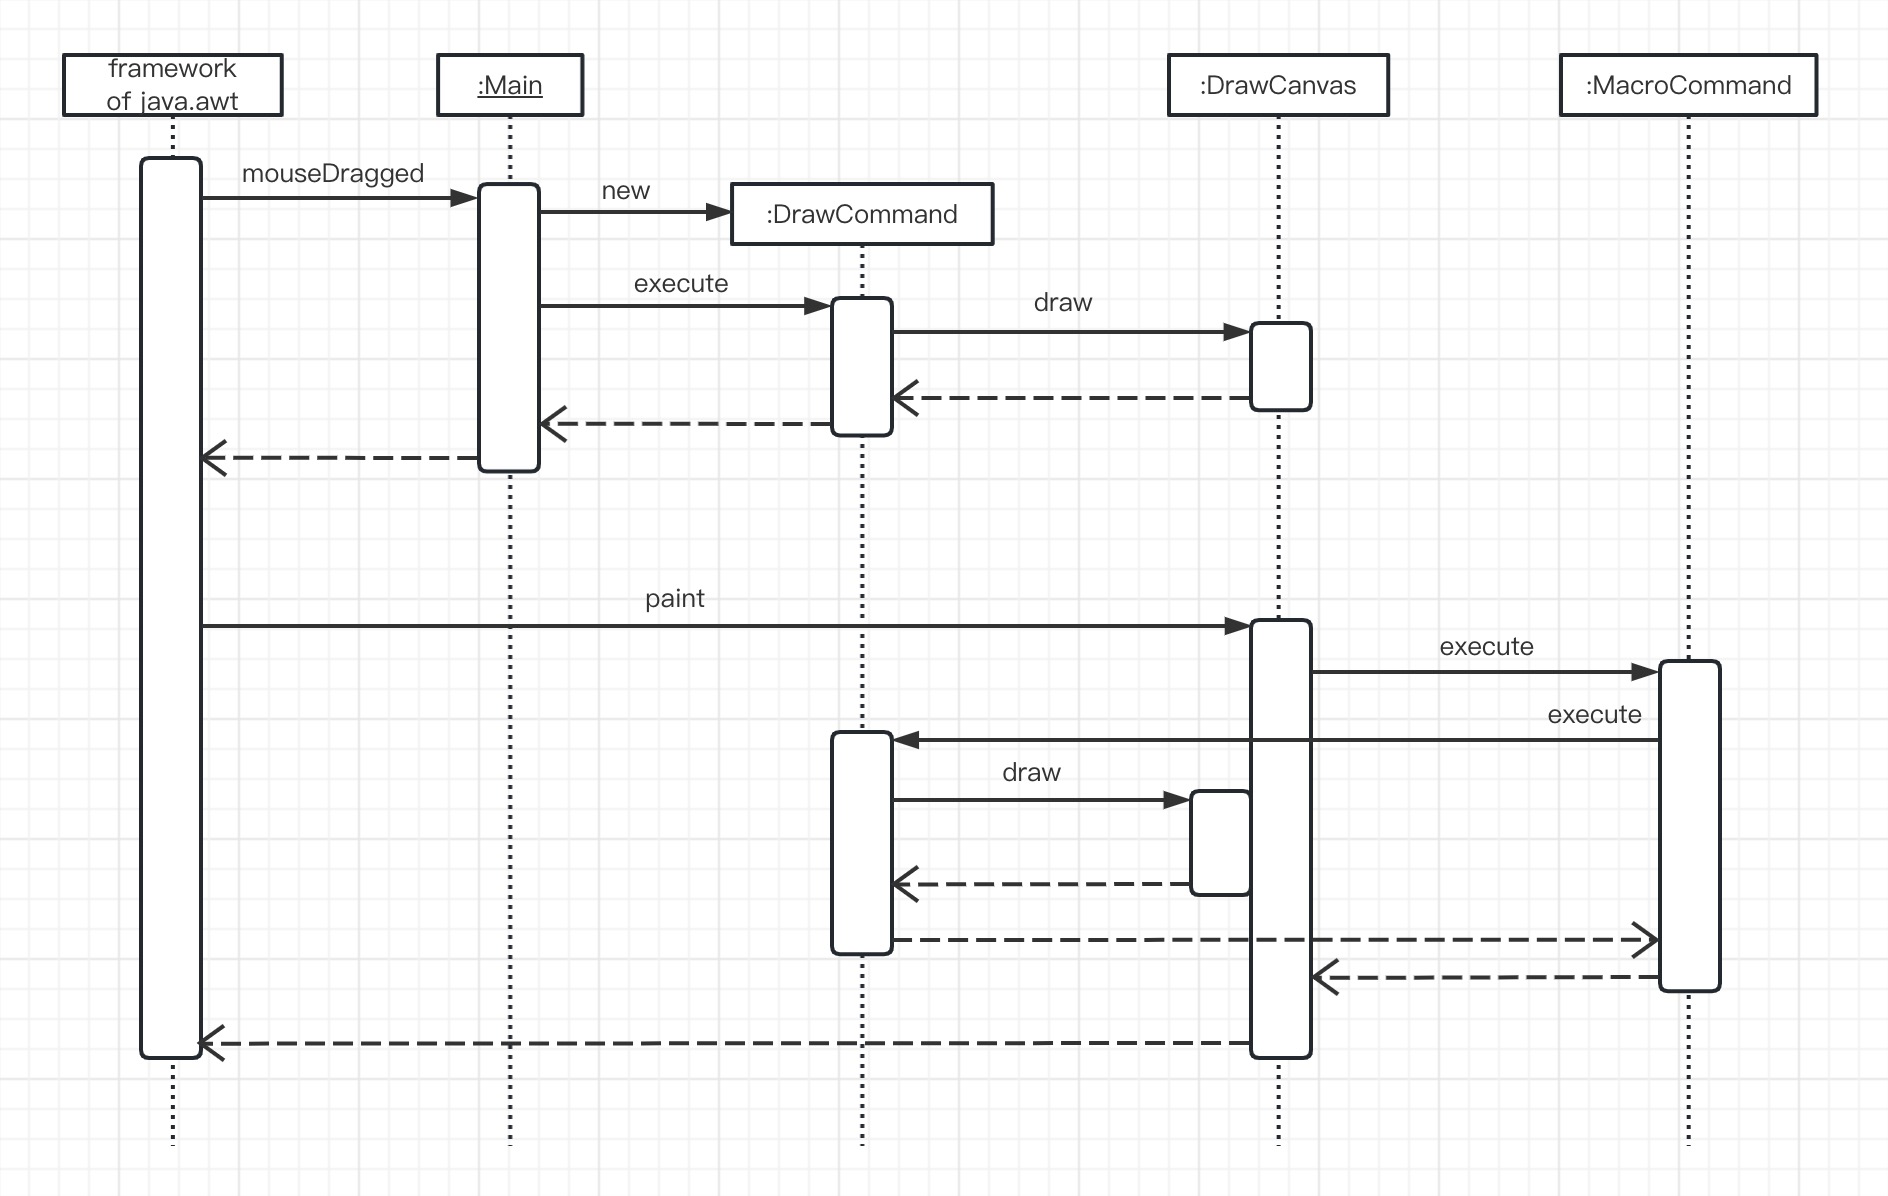 framework
of java.awt
:Main
:DrawCanvas
:MacroCommand
mouseDragged
new
:DrawCommand
execute
draw
paint
execute
execute
draw